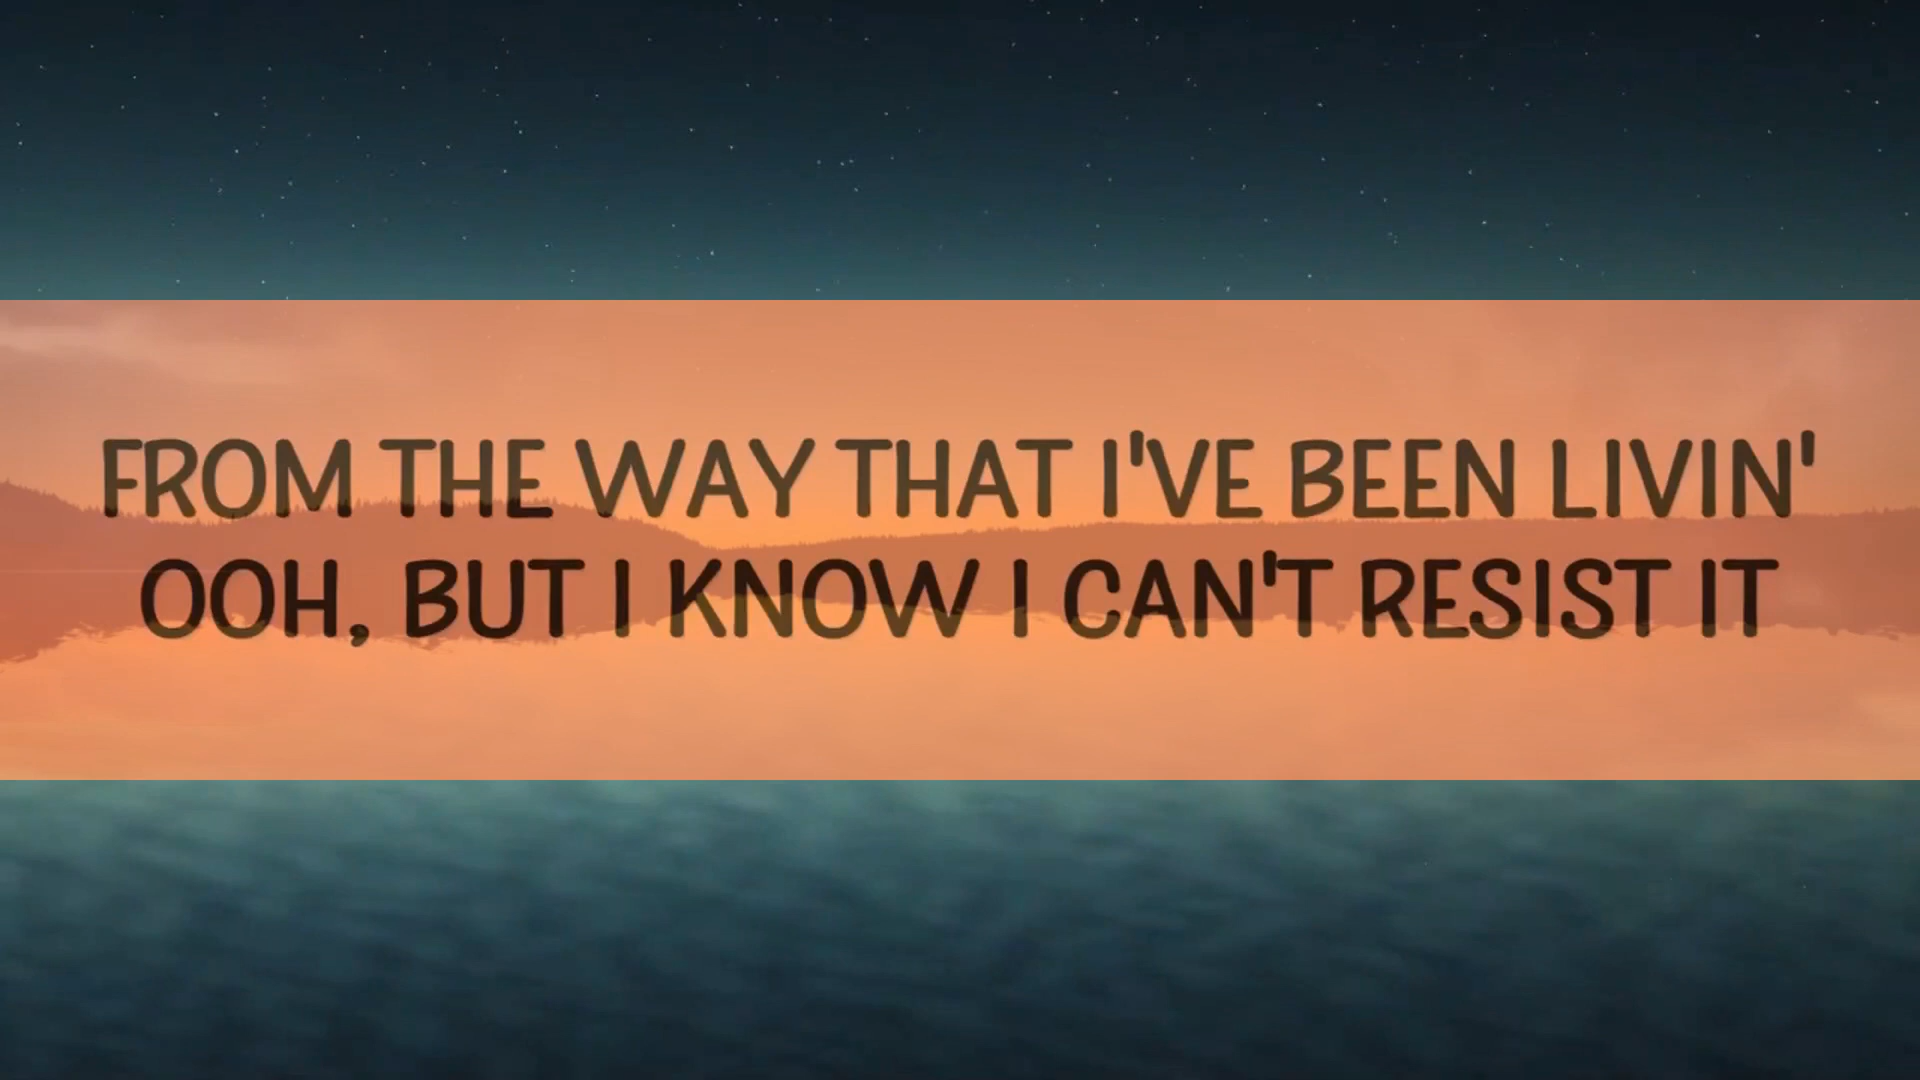 FROM THE WAY THAT I'VE BEEN LIVIN'
OOH, BUT I KNOW I CAN'T RESIST IT